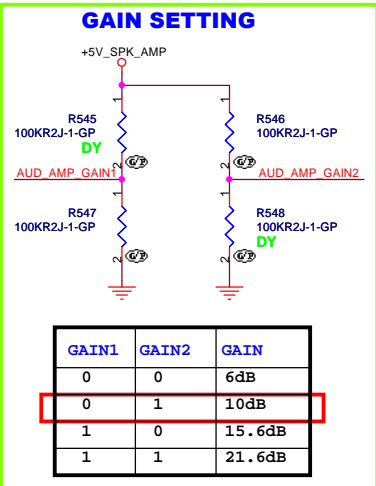 GAIN SETTING
+5V_SPK_AMP
1
1
R545
100KR2J-1-GP
DY
R546
100KR2J-1-GP
2
G/P
2
G/P
AUD_AMP_GAIN1
AUD_AMP_GAIN2
1
1
R547
100KR2J-1-GP
R548
100KR2J-1-GP
DY
2
G/P
2
G/P
GAIN1 GAIN2 GAIN
0 0 6dB
0 1 10dB
1 0 15.6dB
1 1 21.6dB